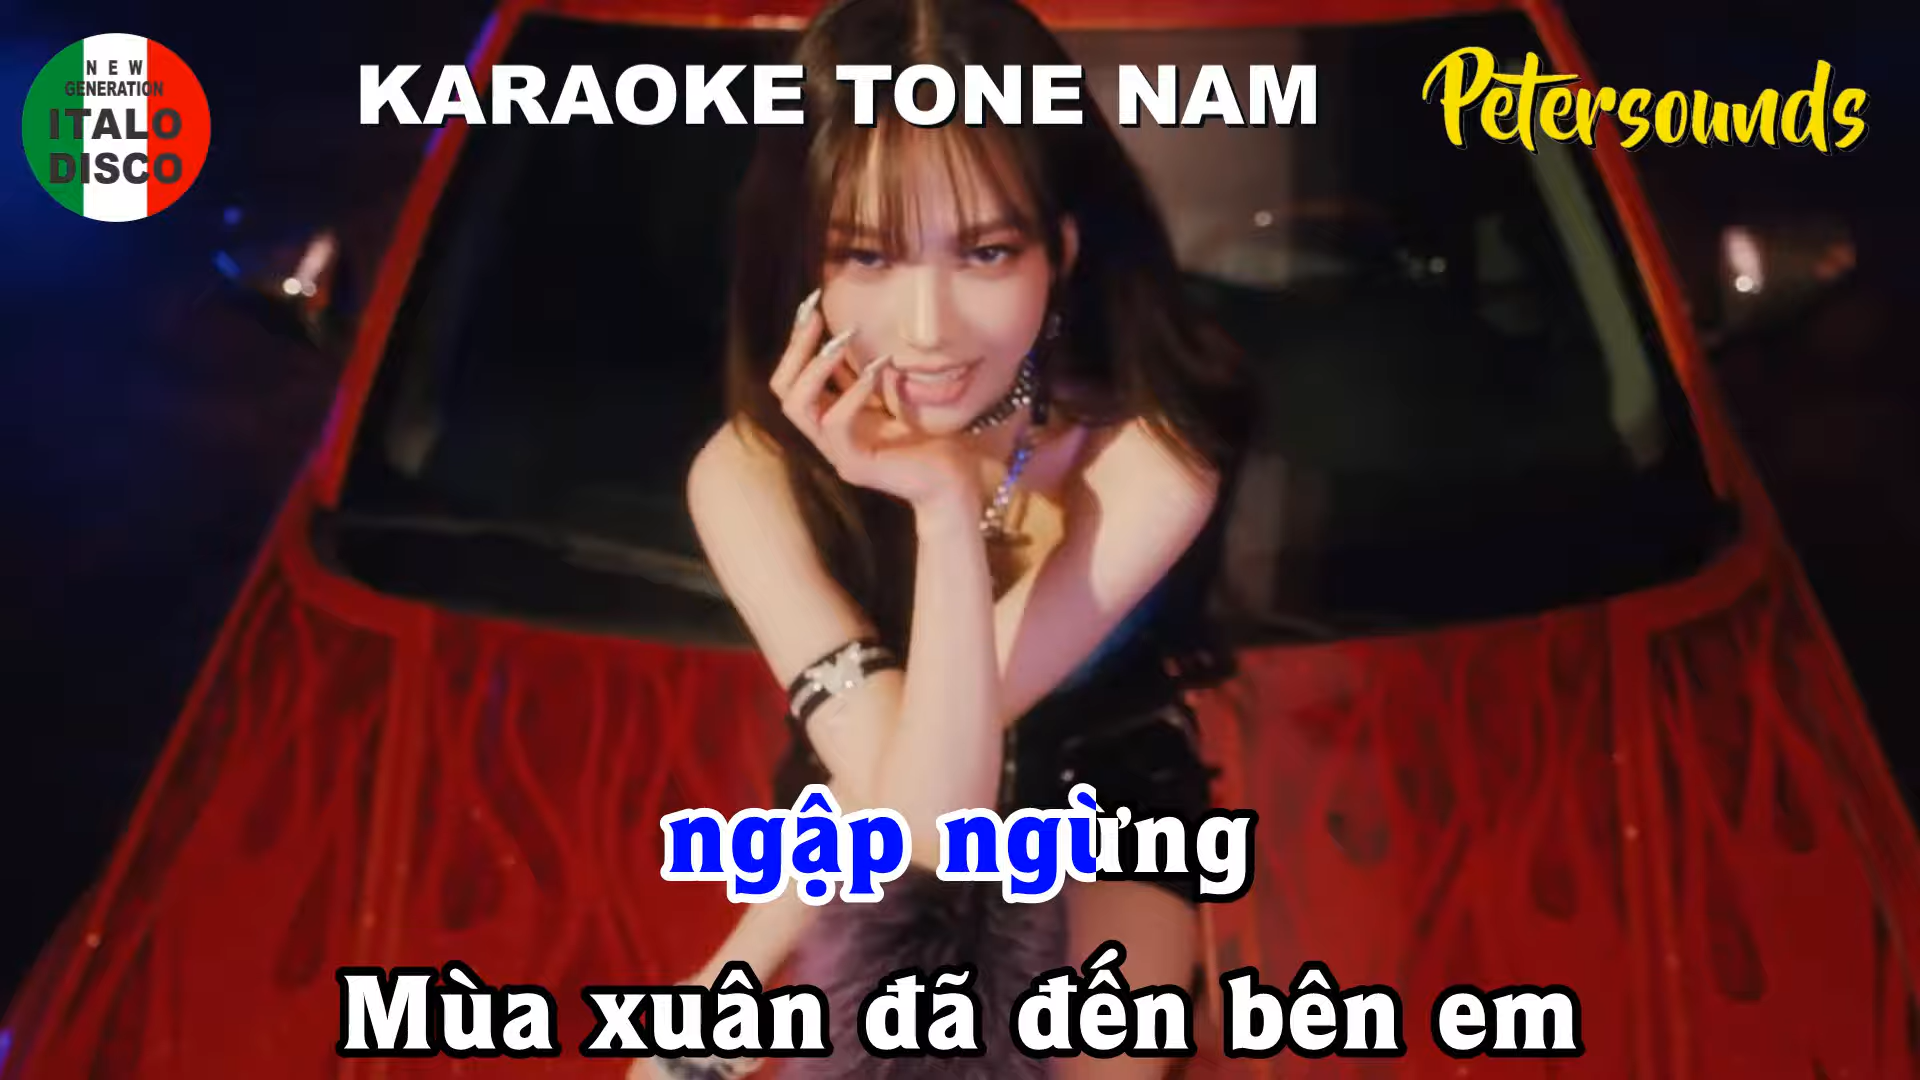 NEW
GENERATION
ITALO
DISCO
KARAOKE TONE NAM
Petersounds
ngập ngừng
Mùa xuân đã đến bên em